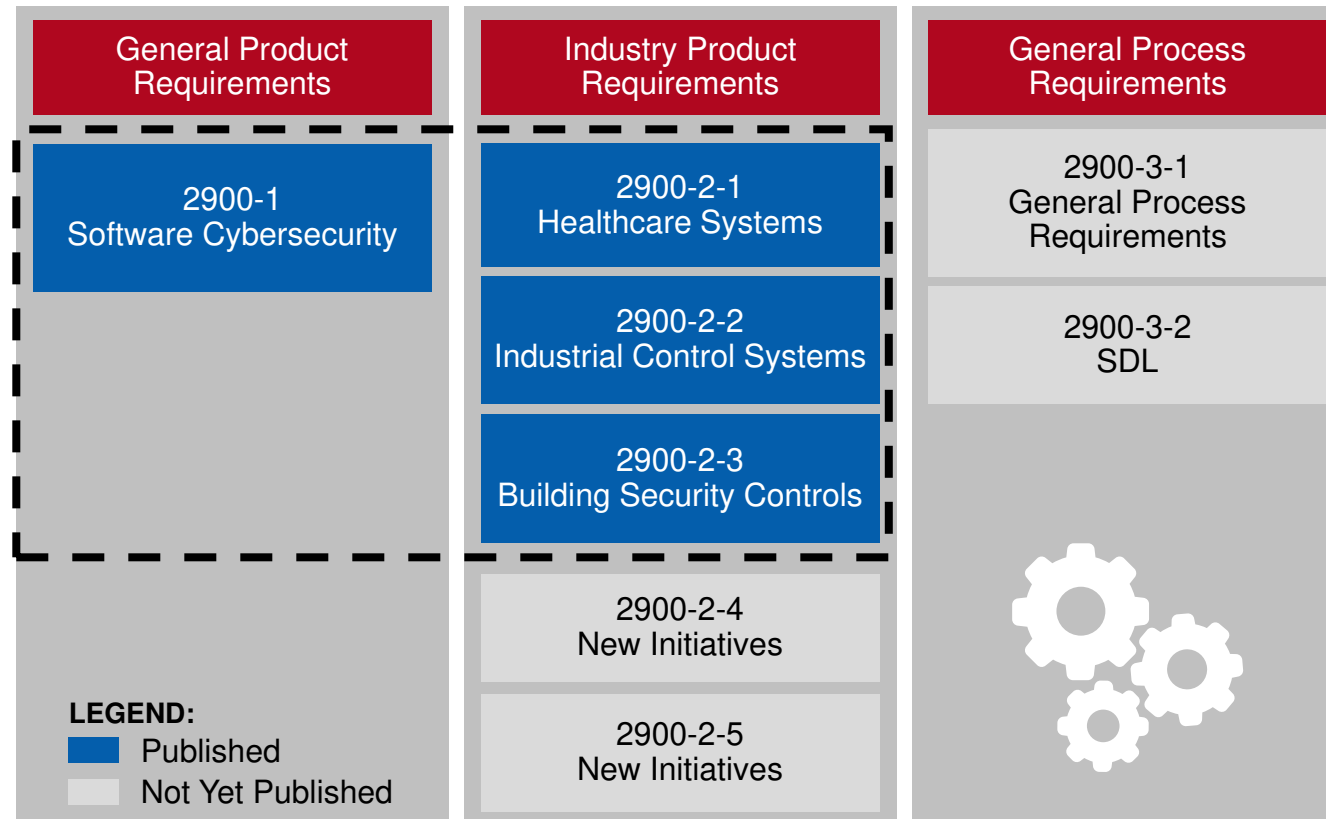 General Product
Requirements
2900-1
Software Cybersecurity
LEGEND:
Published
Not Yet Published
Industry Product
Requirements
2900-2-1
Healthcare Systems
2900-2-2
Industrial Control Systems
2900-2-3
Building Security Controls
2900-2-4
New Initiatives
2900-2-5
New Initiatives
General Process
Requirements
2900-3-1
General Process
Requirements
2900-3-2
SDL